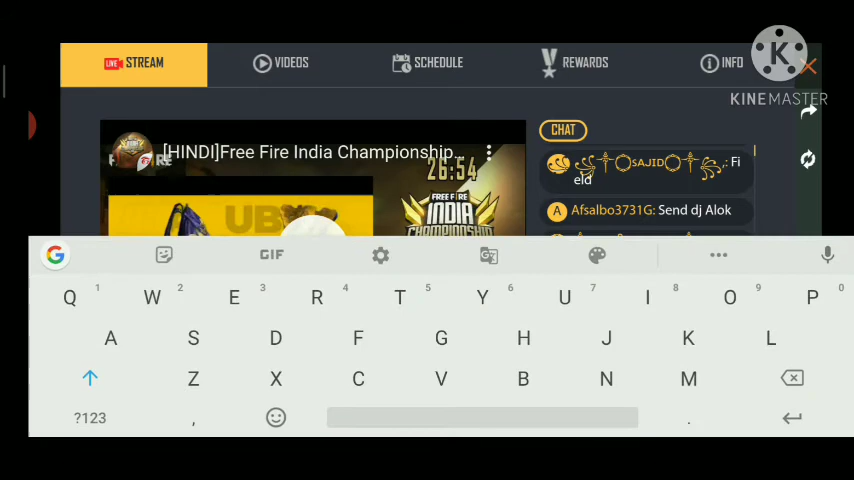 STREAM
VIDEOS
SCHEDULE
REWARDS
INFO
K
KINEMASTER
[HINDI]Free Fire India Championship...
26:54
FREE FIRE
INDIA
CHAMPIONSHIP
CHAT
SAJID: Fi
eld
A Afsalbo3731G: Send dj Alok
G
GIF
Q 1 W 2 E 3 R 4 T 5 Y 6 U 7 I 8 O 9 P 0
A S D F G H J K L
Z X C V B N M
?123 , .